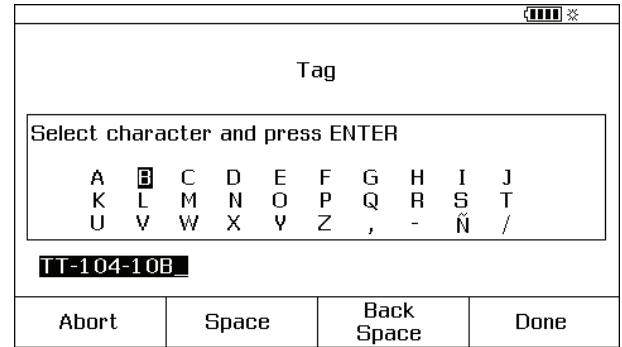 Tag
Select character and press ENTER
A B C D E F G H I J
K L M N O P Q R S T
U V W X Y Z , - Ñ /
TT-104-10B_
Abort Space Back Space Done